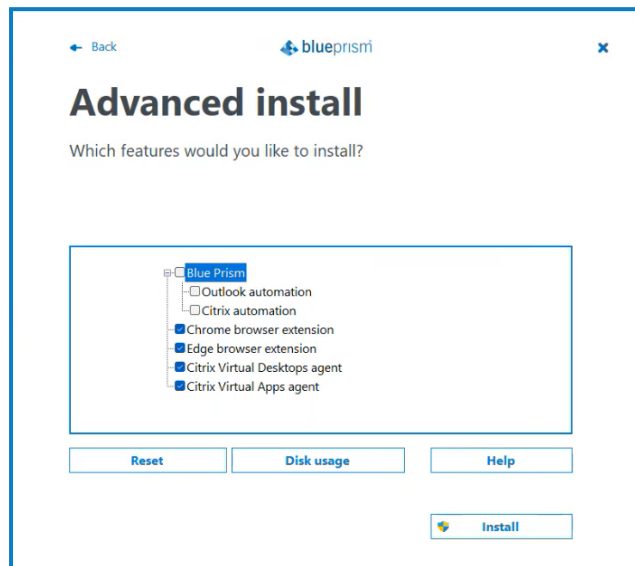 Back
blueprism
Advanced install
Which features would you like to install?
Blue Prism
Outlook automation
Citrix automation
Chrome browser extension
Edge browser extension
Citrix Virtual Desktops agent
Citrix Virtual Apps agent
Reset Disk usage Help
Install